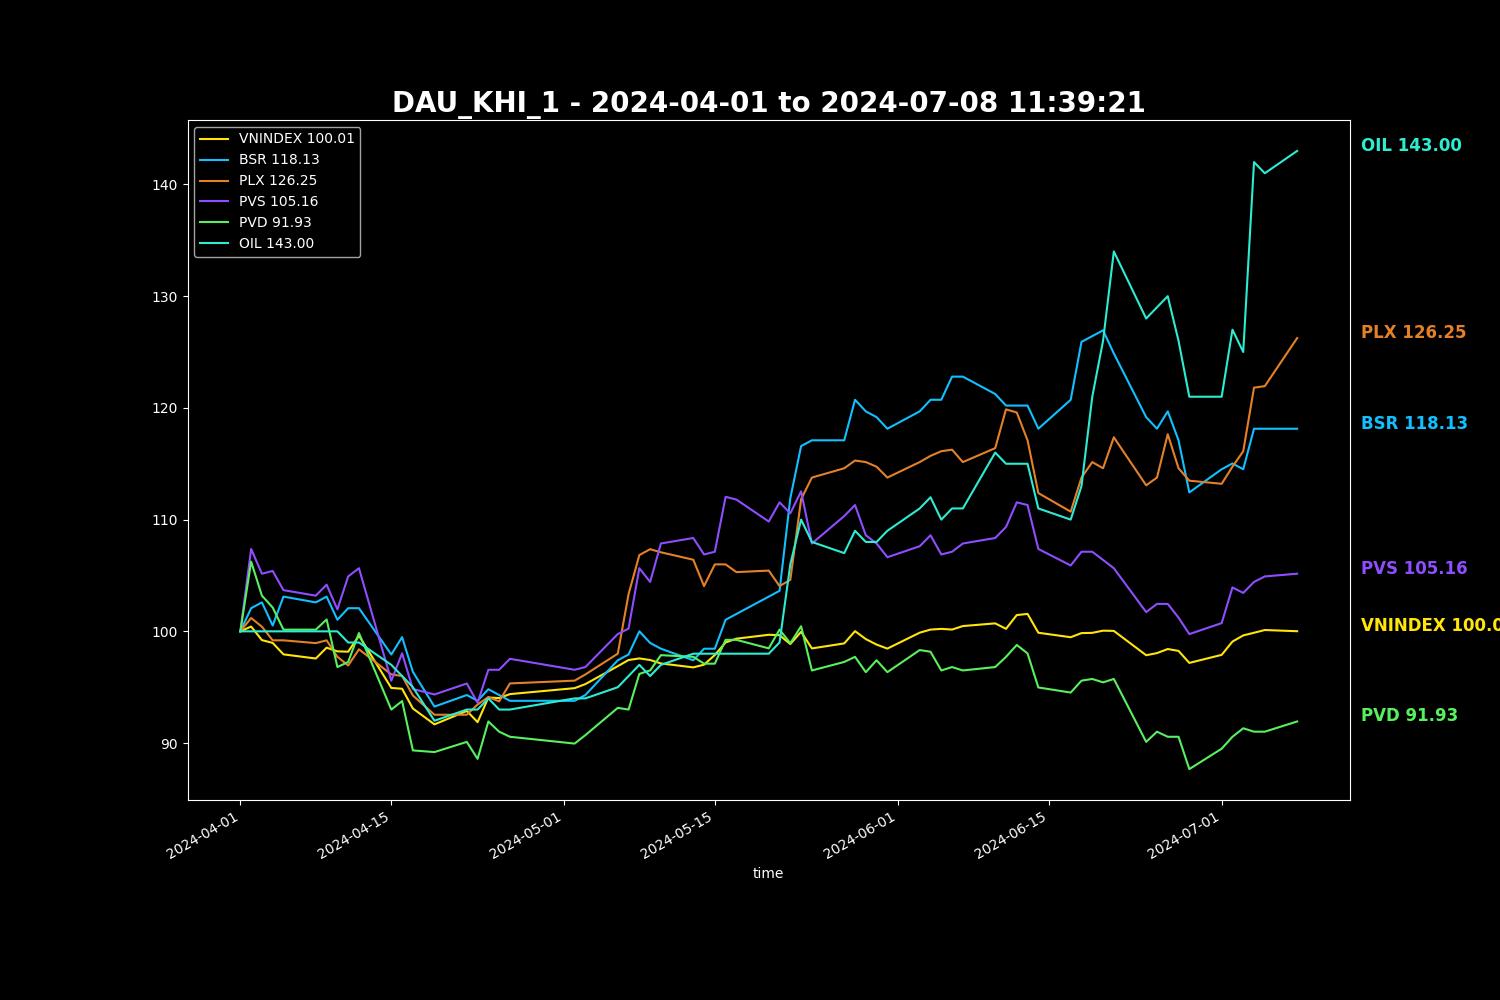 DAU_KHI_1 - 2024-04-01 to 2024-07-08 11:39:21
VNINDEX 100.01
BSR 118.13
PLX 126.25
PVS 105.16
PVD 91.93
OIL 143.00
140
130
120
110
100
90
OIL 143.00
PLX 126.25
BSR 118.13
PVS 105.16
VNINDEX 100.0
PVD 91.93
2024-04-01
2024-04-15
2024-05-01
2024-05-15
2024-06-01
2024-06-15
2024-07-01
time